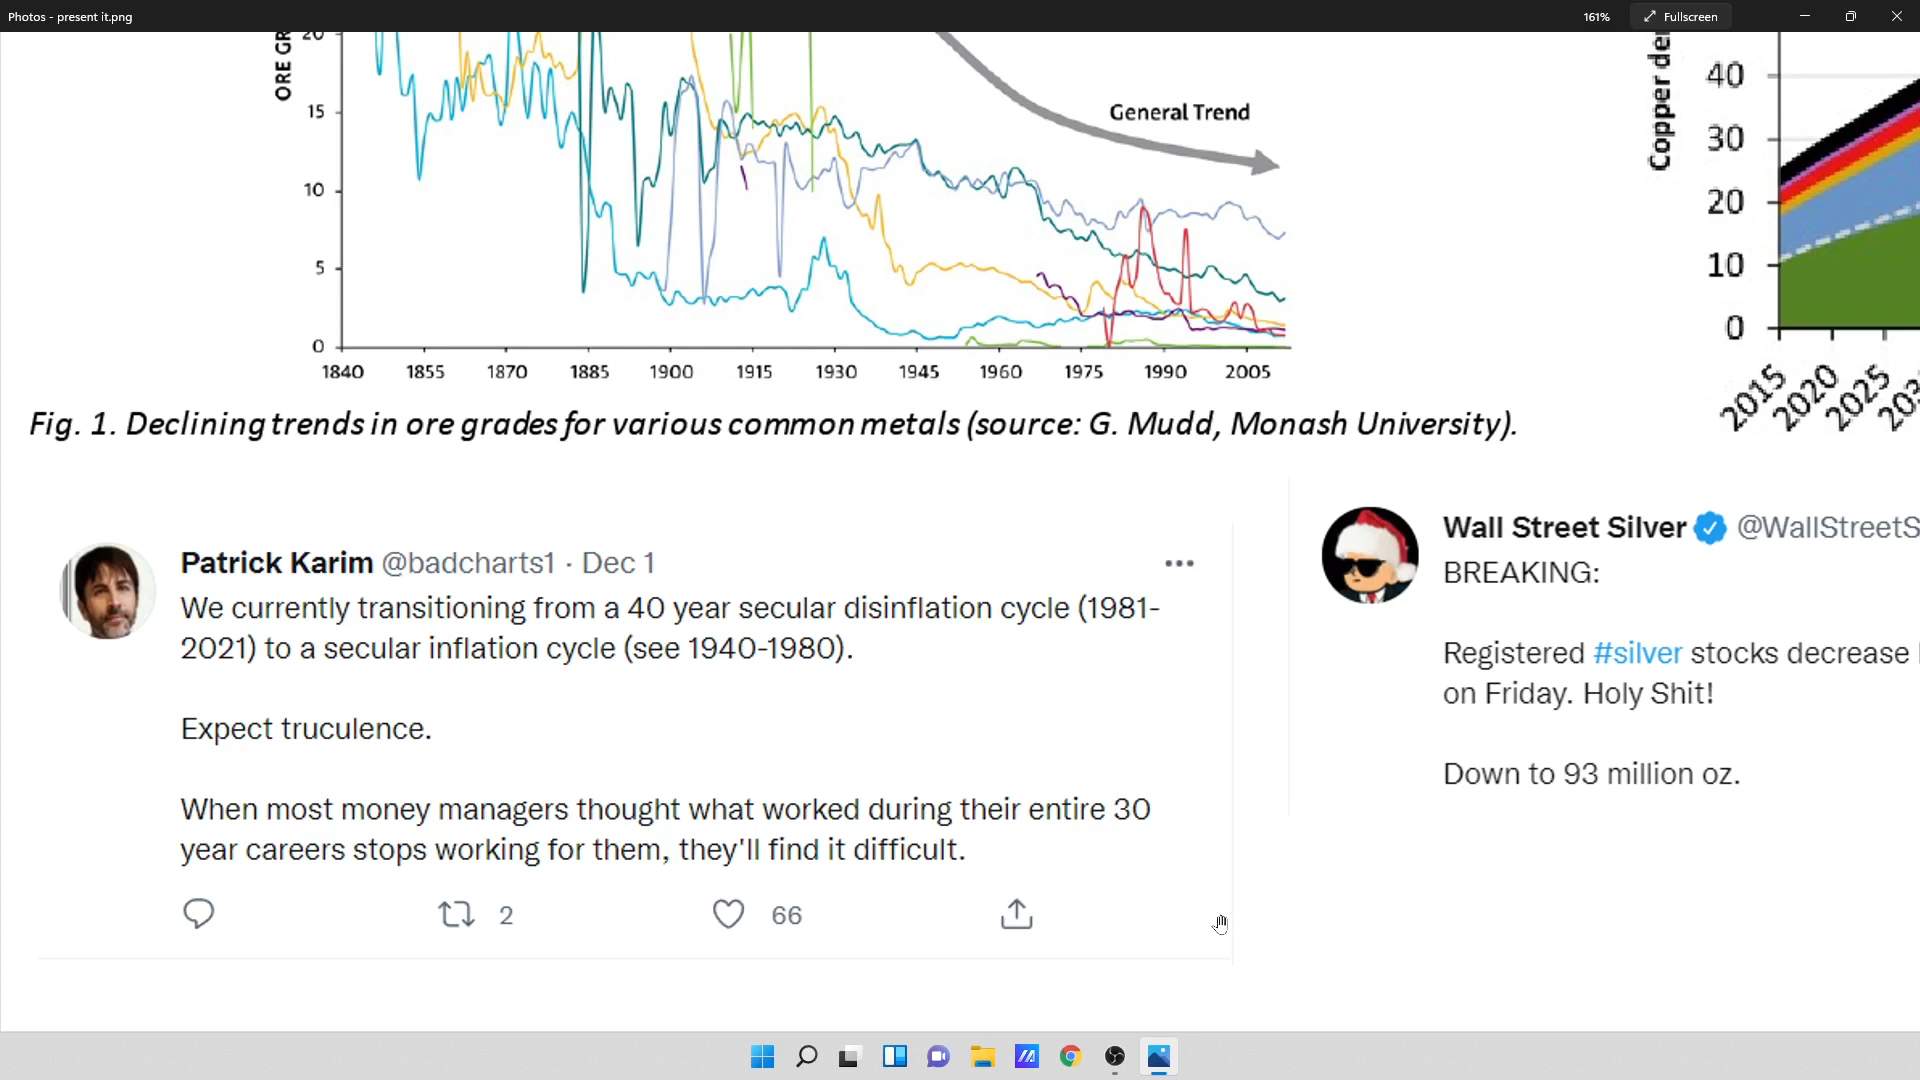 Photos - present it.png
161%
Fullscreen
20
15
10
5
0
General Trend
1840 1855 1870 1885 1900 1915 1930 1945 1960 1975 1990 2005
Copper
40
30
20
10
0
2015
2020
2025
Fig. 1. Declining trends in ore grades for various common metals (source: G. Mudd, Monash University).
Patrick Karim @badcharts1 · Dec 1
We currently transitioning from a 40 year secular disinflation cycle (1981-
2021) to a secular inflation cycle (see 1940-1980).
Expect truculence.
When most money managers thought what worked during their entire 30
year careers stops working for them, they'll find it difficult.
2
66
Wall Street Silver @WallStreetS
BREAKING:
Registered #silver stocks decrease
on Friday. Holy Shit!
Down to 93 million oz.